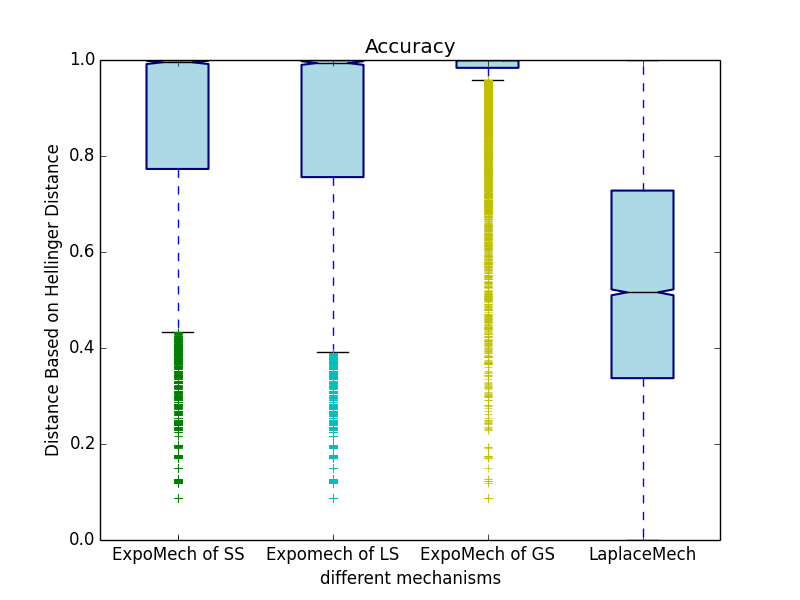 Accuracy
Distance Based on Hellinger Distance
1.0
0.8
0.6
0.4
0.2
0.0
ExpoMech of SS
Expomech of LS
ExpoMech of GS
LaplaceMech
different mechanisms